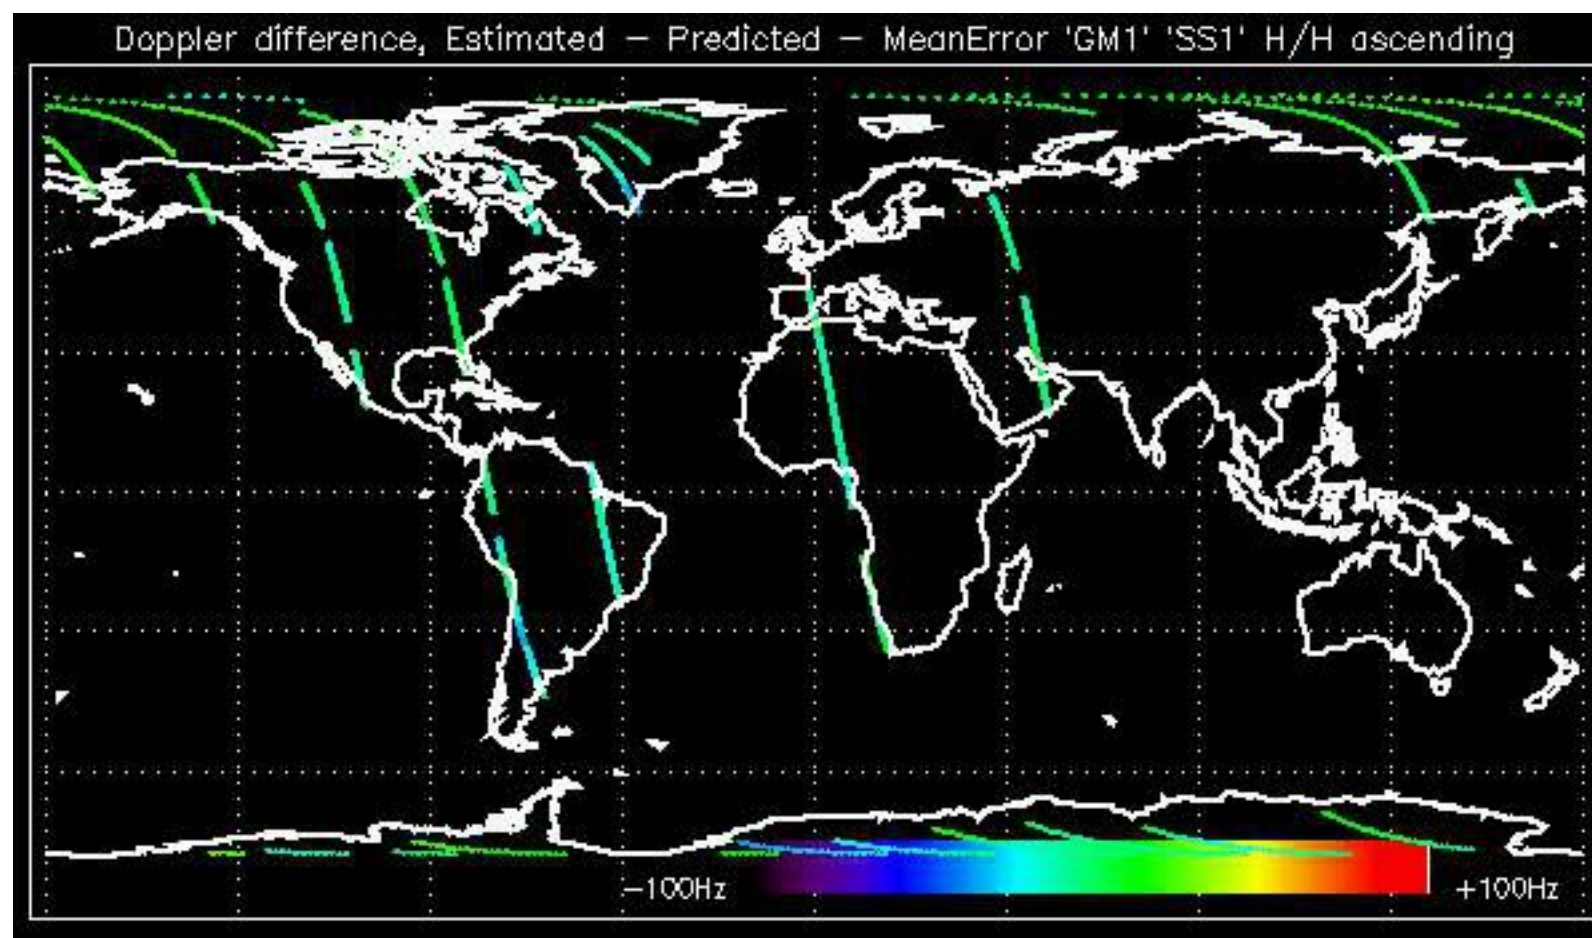 Doppler difference, Estimated – Predicted – MeanError 'GM1' 'SS1' H/H ascending
−100Hz
+100Hz